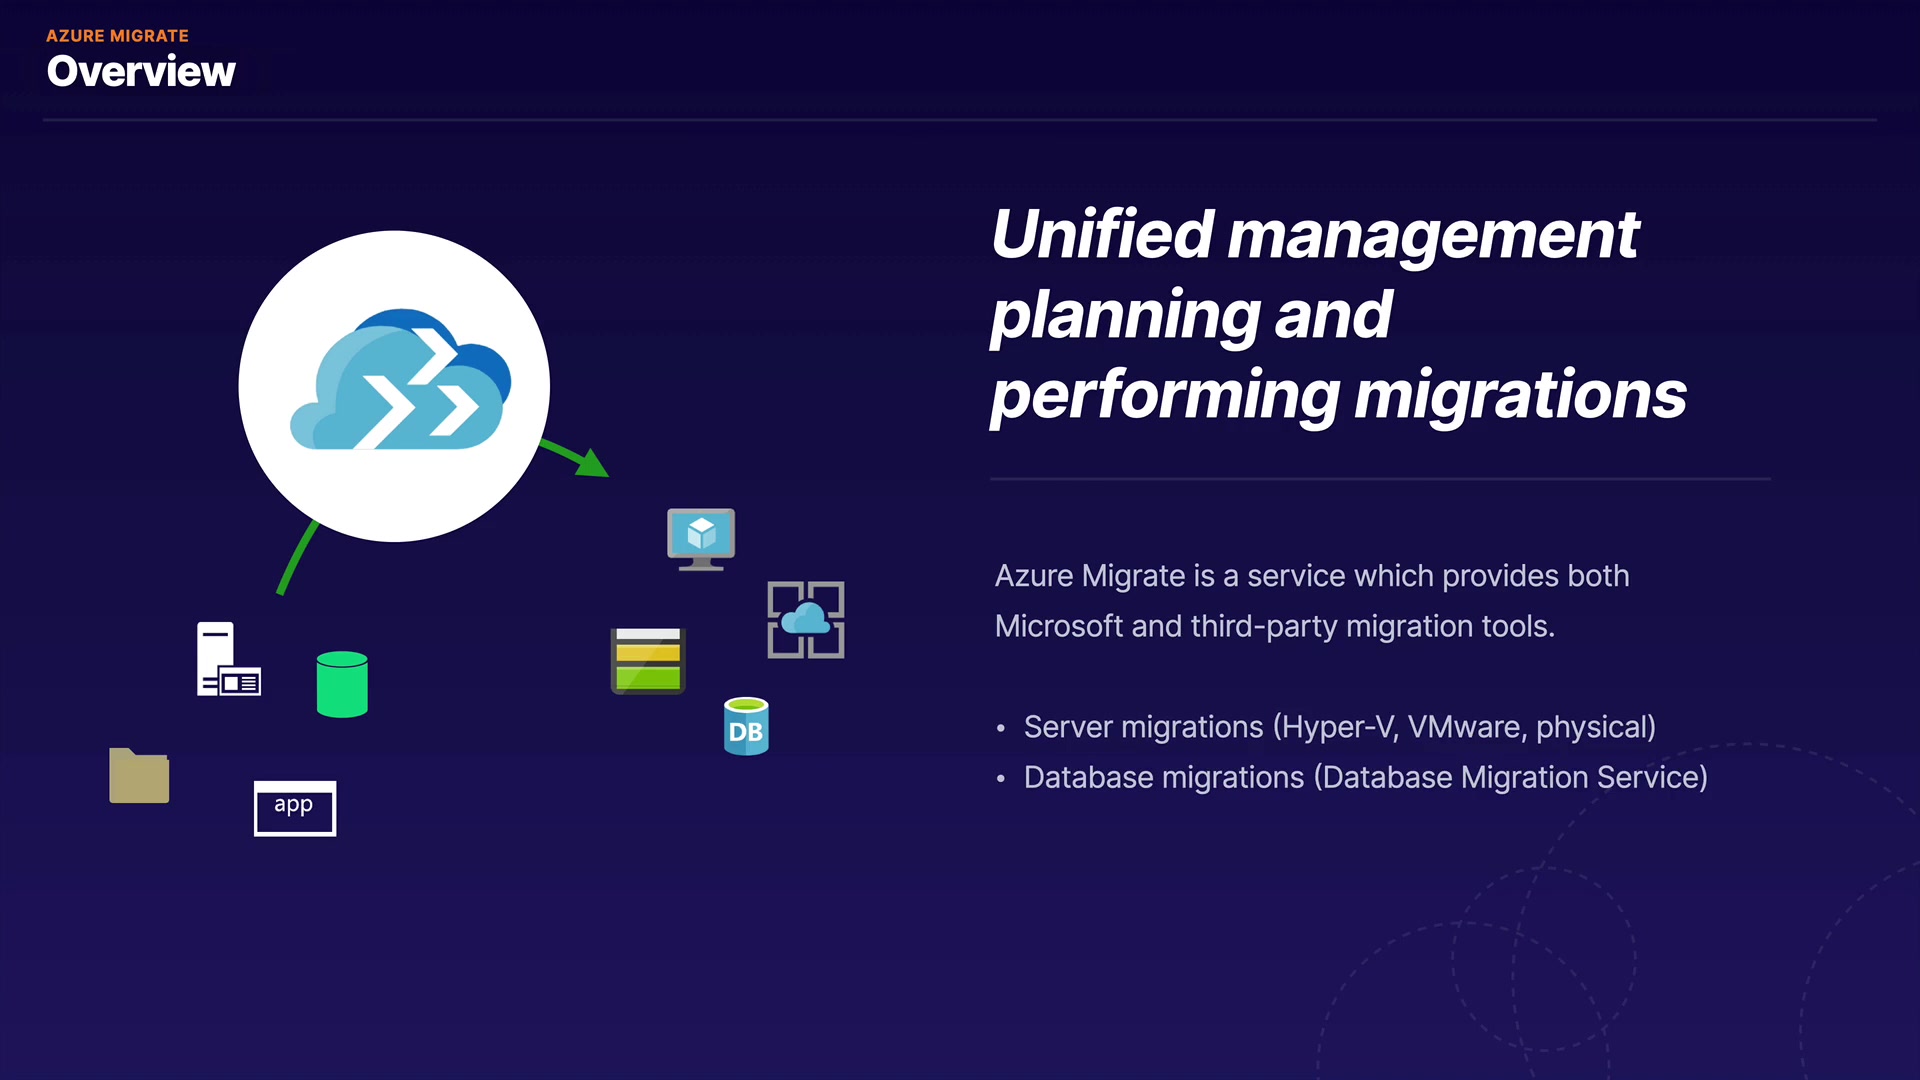 AZURE MIGRATE
Overview
Unified management
planning and
performing migrations
Azure Migrate is a service which provides both
Microsoft and third-party migration tools.
• Server migrations (Hyper-V, VMware, physical)
• Database migrations (Database Migration Service)
DB
app